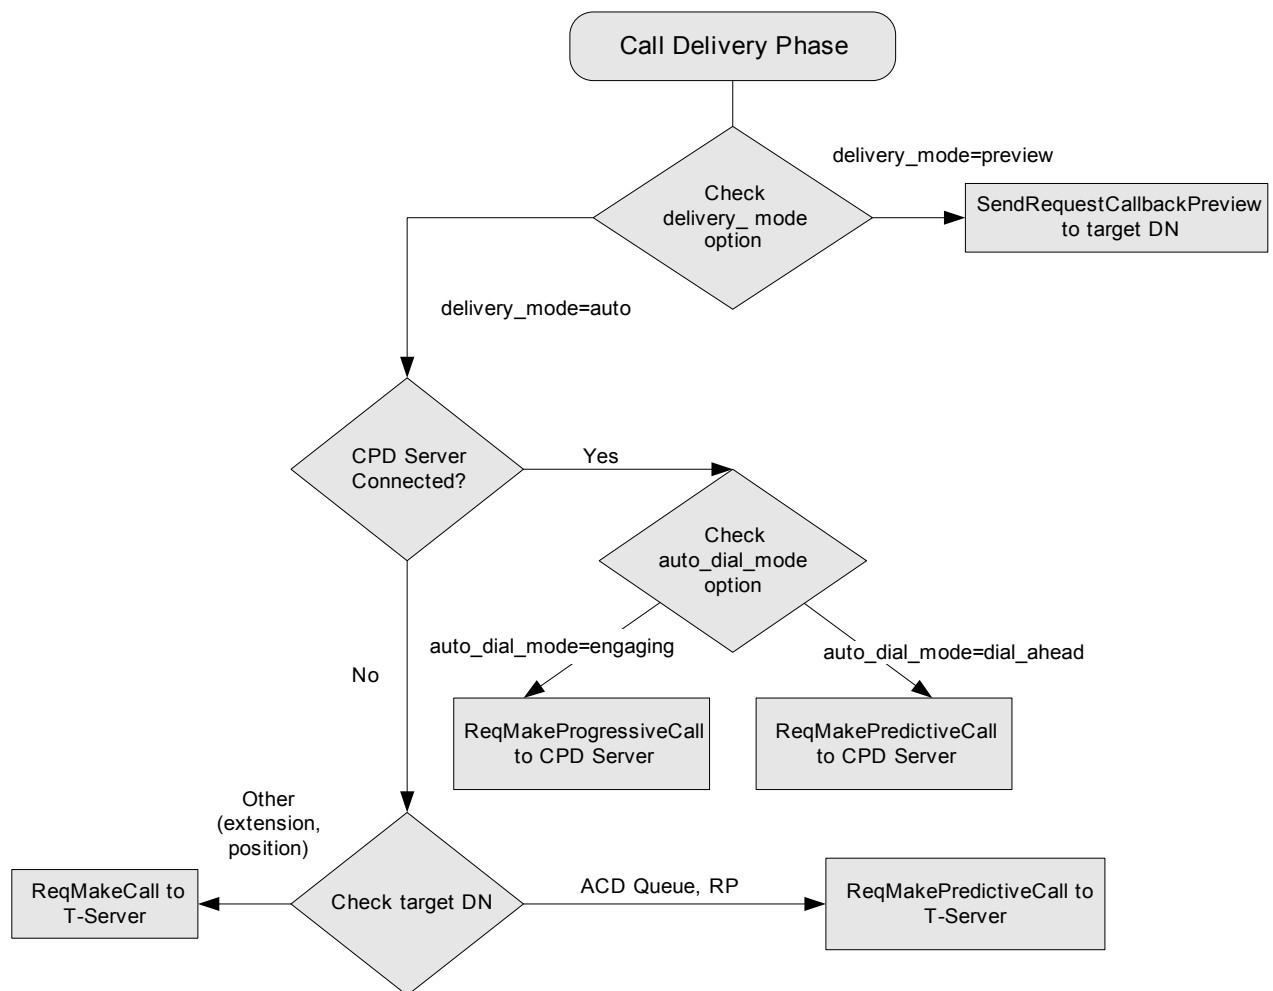 Call Delivery Phase
delivery_mode=preview
Check
delivery_ mode
option
SendRequestCallbackPreview
to target DN
delivery_mode=auto
CPD Server
Connected?
Yes
Check
auto_dial_mode
option
auto_dial_mode=engaging
auto_dial_mode=dial_ahead
No
ReqMakeProgressiveCall
to CPD Server
ReqMakePredictiveCall
to CPD Server
Other
(extension,
position)
ReqMakeCall to
T-Server
Check target DN
ACD Queue, RP
ReqMakePredictiveCall to
T-Server